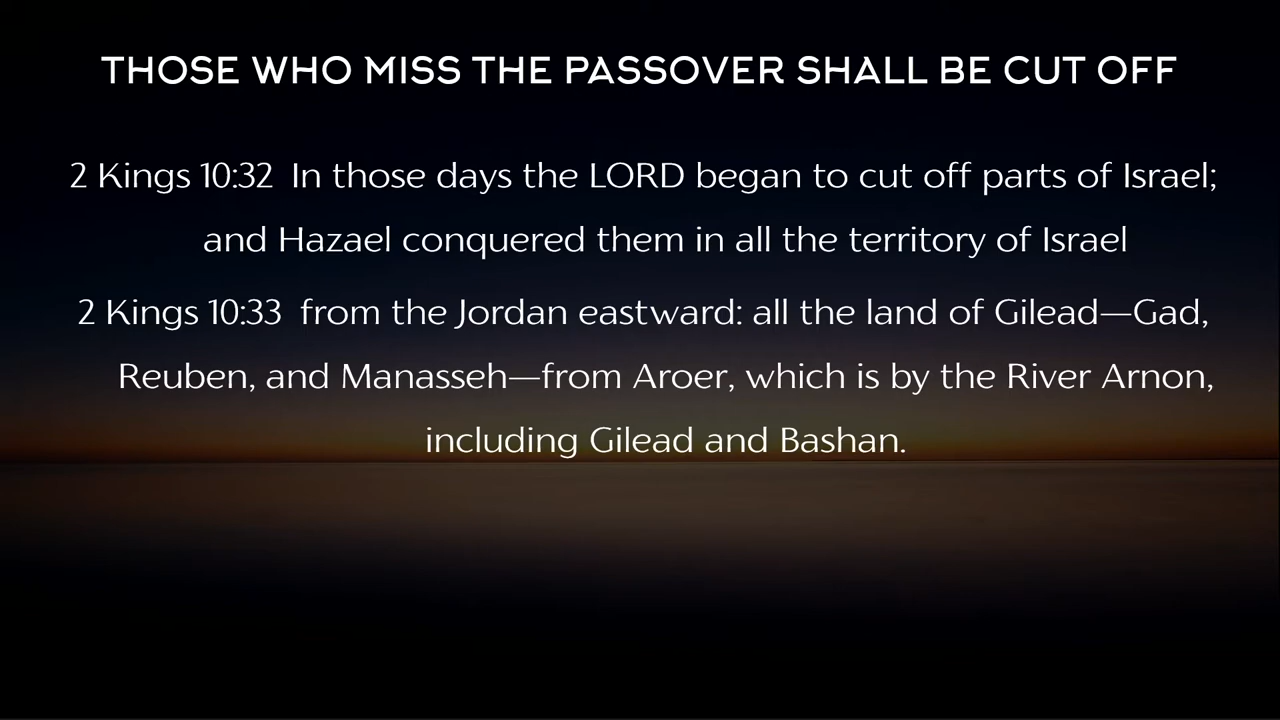 THOSE WHO MISS THE PASSOVER SHALL BE CUT OFF
2 Kings 10:32 In those days the LORD began to cut off parts of Israel;
and Hazael conquered them in all the territory of Israel
2 Kings 10:33 from the Jordan eastward: all the land of Gilead—Gad,
Reuben, and Manasseh—from Aroer, which is by the River Arnon,
including Gilead and Bashan.